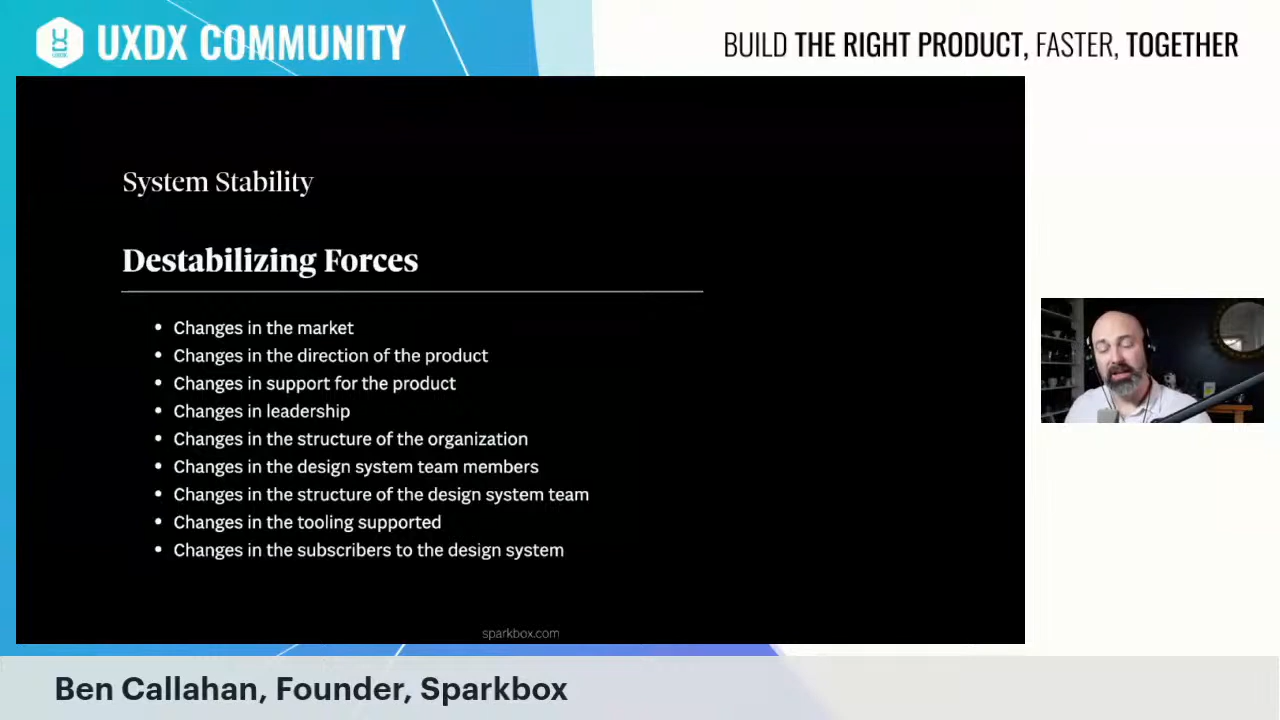 UXDX COMMUNITY
BUILD THE RIGHT PRODUCT, FASTER, TOGETHER
System Stability
Destabilizing Forces
• Changes in the market
• Changes in the direction of the product
• Changes in support for the product
• Changes in leadership
• Changes in the structure of the organization
• Changes in the design system team members
• Changes in the structure of the design system team
• Changes in the tooling supported
• Changes in the subscribers to the design system
sparkbox.com
Ben Callahan, Founder, Sparkbox